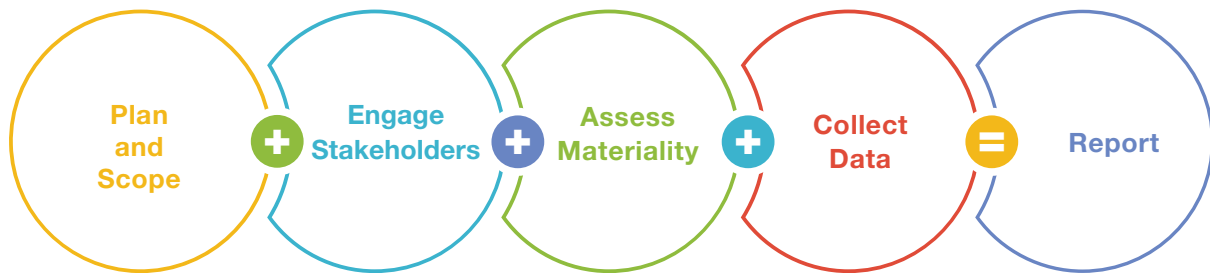 Plan
and
Scope
+
Engage
Stakeholders
+
Assess
Materiality
+
Collect
Data
=
Report